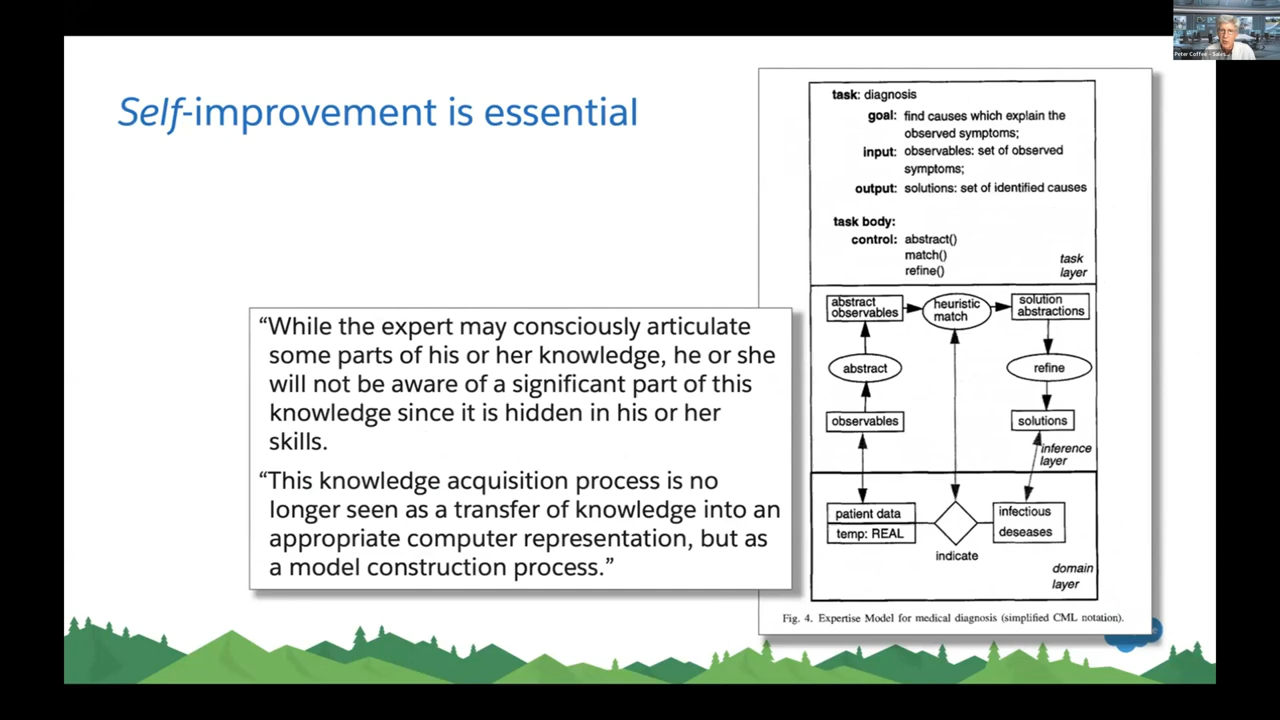 Peter Coffee - Sales...
Self-improvement is essential
“While the expert may consciously articulate
some parts of his or her knowledge, he or she
will not be aware of a significant part of this
knowledge since it is hidden in his or her
skills.
“This knowledge acquisition process is no
longer seen as a transfer of knowledge into an
appropriate computer representation, but as
a model construction process.”
task: diagnosis
goal: find causes which explain the
observed symptoms;
input: observables: set of observed
symptoms;
output: solutions: set of identified causes
task body:
control: abstract()
match()
refine()
task
layer
abstract
observables
heuristic
match
solution
abstractions
abstract
refine
observables
solutions
inference
layer
patient data
temp: REAL
indicate
infectious
deseases
domain
layer
Fig. 4. Expertise Model for medical diagnosis (simplified CML notation).